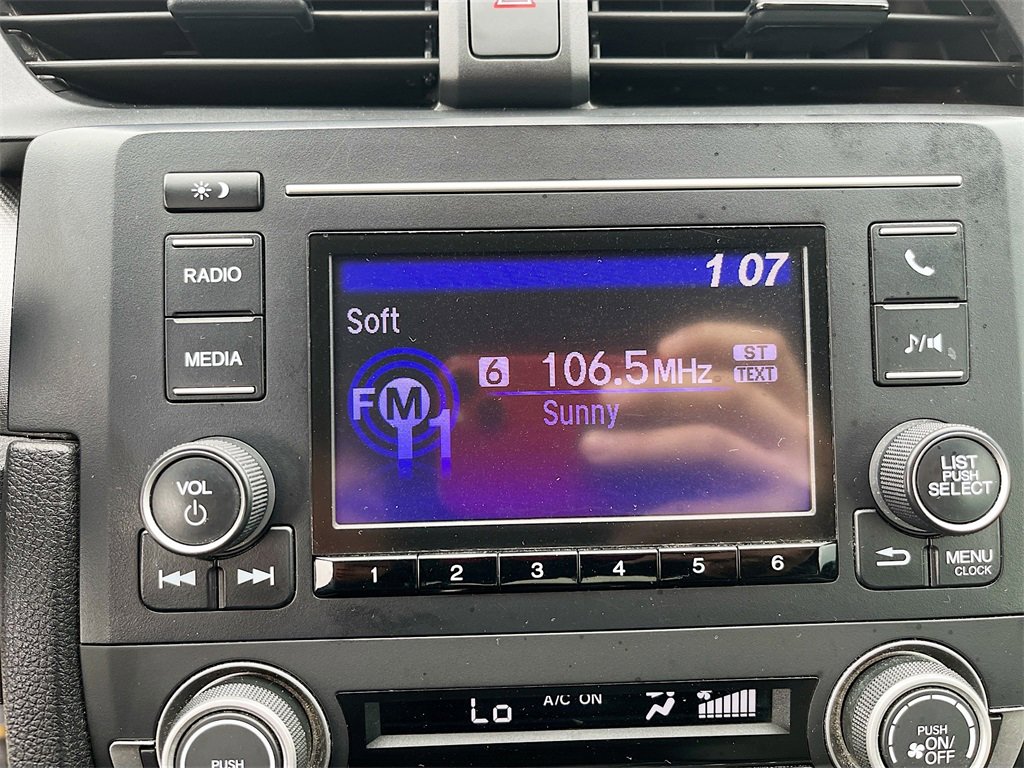 1 07
RADIO
MEDIA
Soft
6 106.5MHz ST
TEXT
FM 1
Sunny
VOL
LIST
PUSH
SELECT
1 2 3 4 5 6
MENU
CLOCK
Lo A/C ON
PUSH
PUSH
ON/
OFF